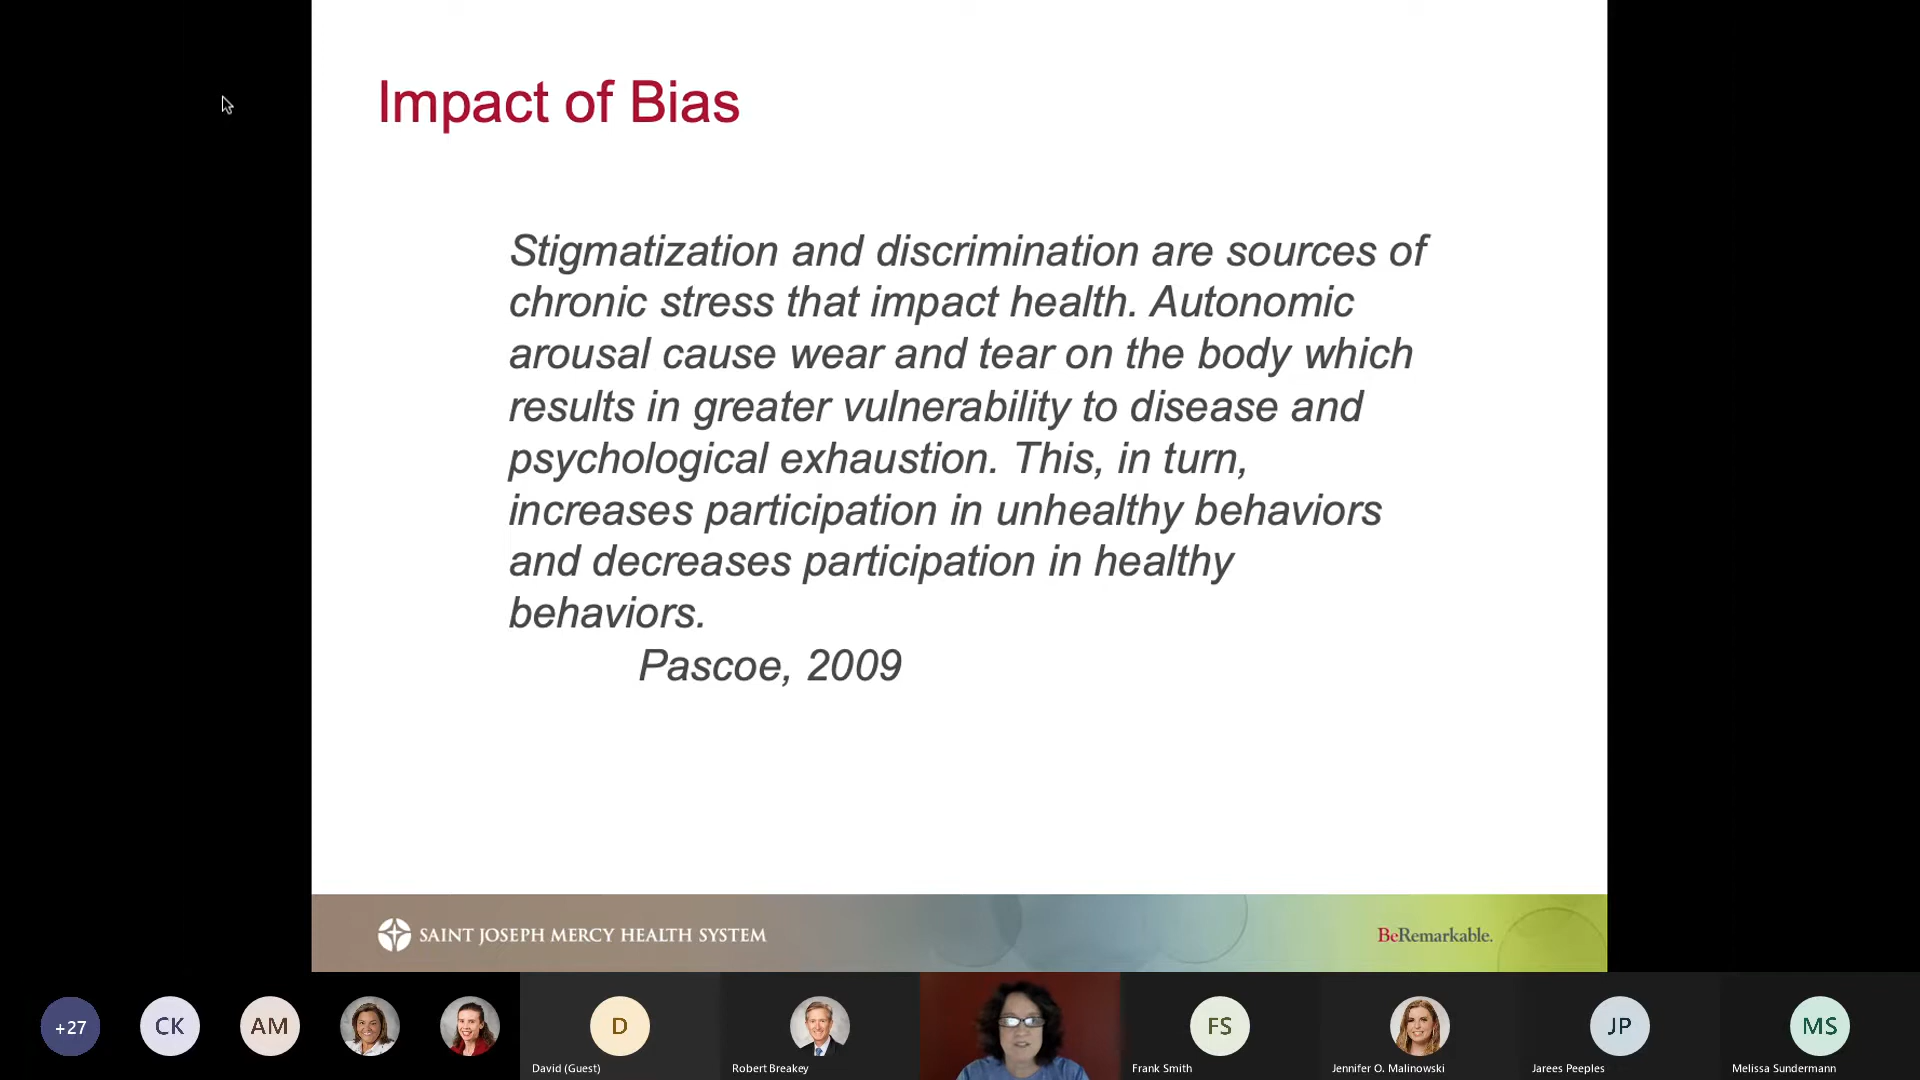 Impact of Bias
Stigmatization and discrimination are sources of
chronic stress that impact health. Autonomic
arousal cause wear and tear on the body which
results in greater vulnerability to disease and
psychological exhaustion. This, in turn,
increases participation in unhealthy behaviors
and decreases participation in healthy
behaviors.
Pascoe, 2009
SAINT JOSEPH MERCY HEALTH SYSTEM
BeRemarkable.
+27
CK
AM
D
FS
JP
MS
David (Guest)
Robert Breakey
Frank Smith
Jennifer O. Malinowski
Jarees Peeples
Melissa Sundermann